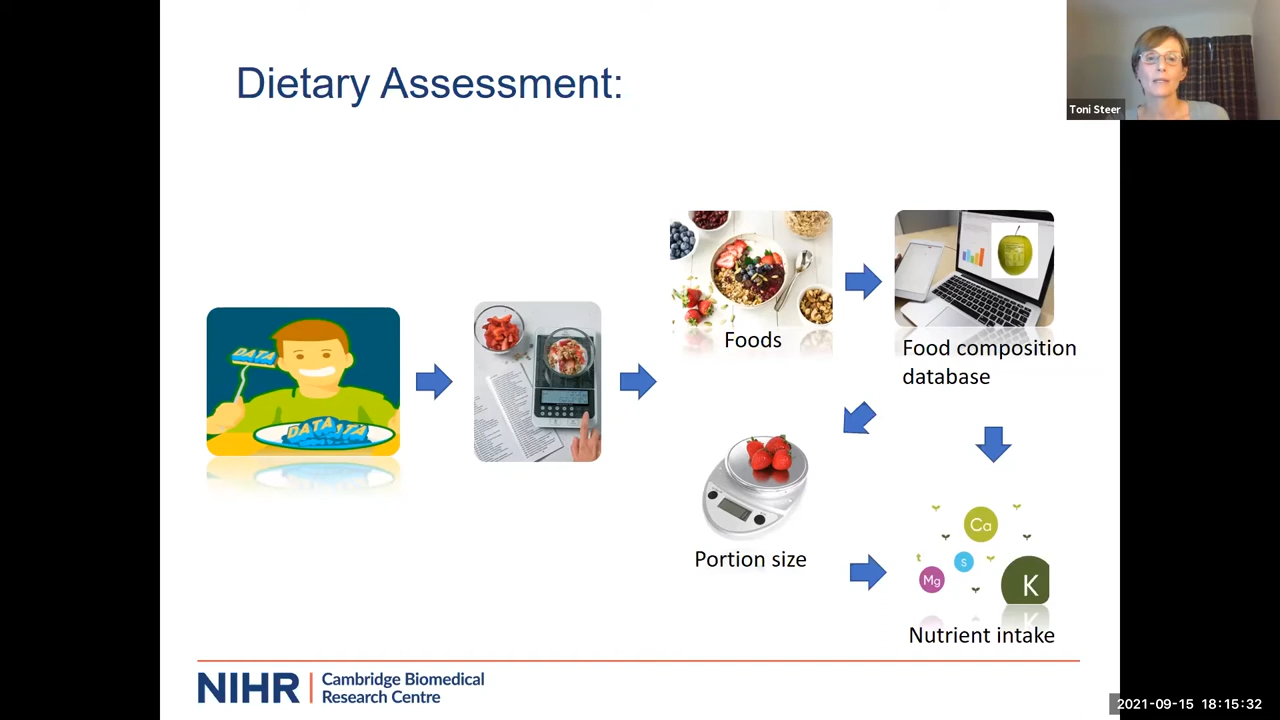 Dietary Assessment:
Toni Steer
DATA
DATA
TA
Foods
Food composition
database
Portion size
Ca
s
t
Mg
K
Nutrient intake
NIHR
Cambridge Biomedical
Research Centre
2021-09-15 18:15:32